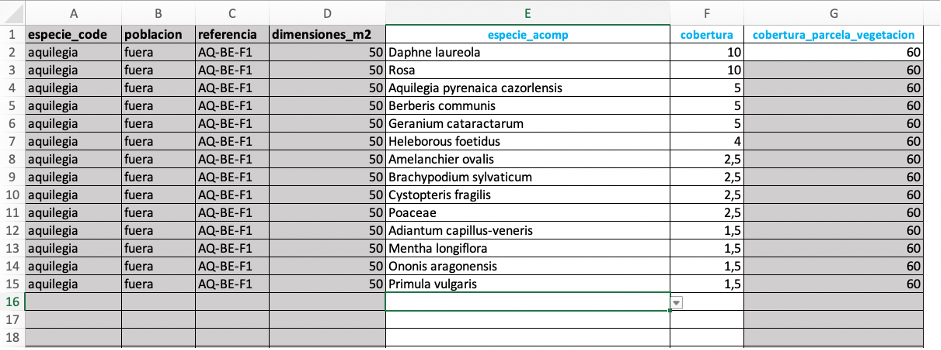 A B C D E F G
1 especie_code poblacion referencia dimensiones_m2 especie_acomp cobertura cobertura_parcela_vegetacion
2 aquilegia fuera AQ-BE-F1 50 Daphne laureola 10 60
3 aquilegia fuera AQ-BE-F1 50 Rosa 10 60
4 aquilegia fuera AQ-BE-F1 50 Aquilegia pyrenaica cazorlensis 5 60
5 aquilegia fuera AQ-BE-F1 50 Berberis communis 5 60
6 aquilegia fuera AQ-BE-F1 50 Geranium cataractarum 5 60
7 aquilegia fuera AQ-BE-F1 50 Heleborous foetidus 4 60
8 aquilegia fuera AQ-BE-F1 50 Amelanchier ovalis 2,5 60
9 aquilegia fuera AQ-BE-F1 50 Brachypodium sylvaticum 2,5 60
10 aquilegia fuera AQ-BE-F1 50 Cystopteris fragilis 2,5 60
11 aquilegia fuera AQ-BE-F1 50 Poaceae 2,5 60
12 aquilegia fuera AQ-BE-F1 50 Adiantum capillus-veneris 1,5 60
13 aquilegia fuera AQ-BE-F1 50 Mentha longiflora 1,5 60
14 aquilegia fuera AQ-BE-F1 50 Ononis aragonensis 1,5 60
15 aquilegia fuera AQ-BE-F1 50 Primula vulgaris 1,5 60
16
17
18